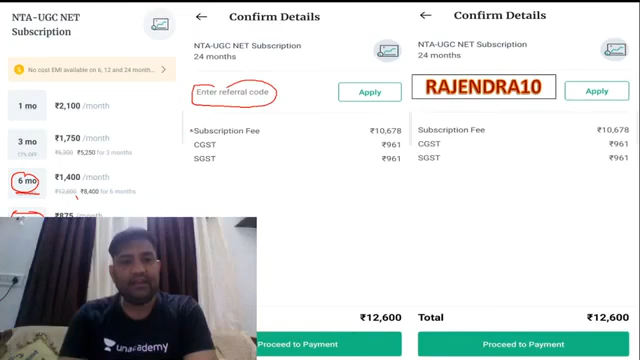 NTA-UGC NET
Subscription
No cost EMI available on 6, 12 and 24 month...
1 mo
₹2,100 /month
3 mo
17% OFF
₹1,750 /month
₹6,300 ₹5,250 for 3 months
6 mo
₹1,400 /month
₹12,600 ₹8,400 for 6 months
₹875 /month
unacademy
Confirm Details
NTA-UGC NET Subscription
24 months
Enter referral code
Apply
Subscription Fee ₹10,678
CGST ₹961
SGST ₹961
₹12,600
Proceed to Payment
Confirm Details
NTA-UGC NET Subscription
24 months
RAJENDRA10
Apply
Subscription Fee ₹10,678
CGST ₹961
SGST ₹961
Total ₹12,600
Proceed to Payment